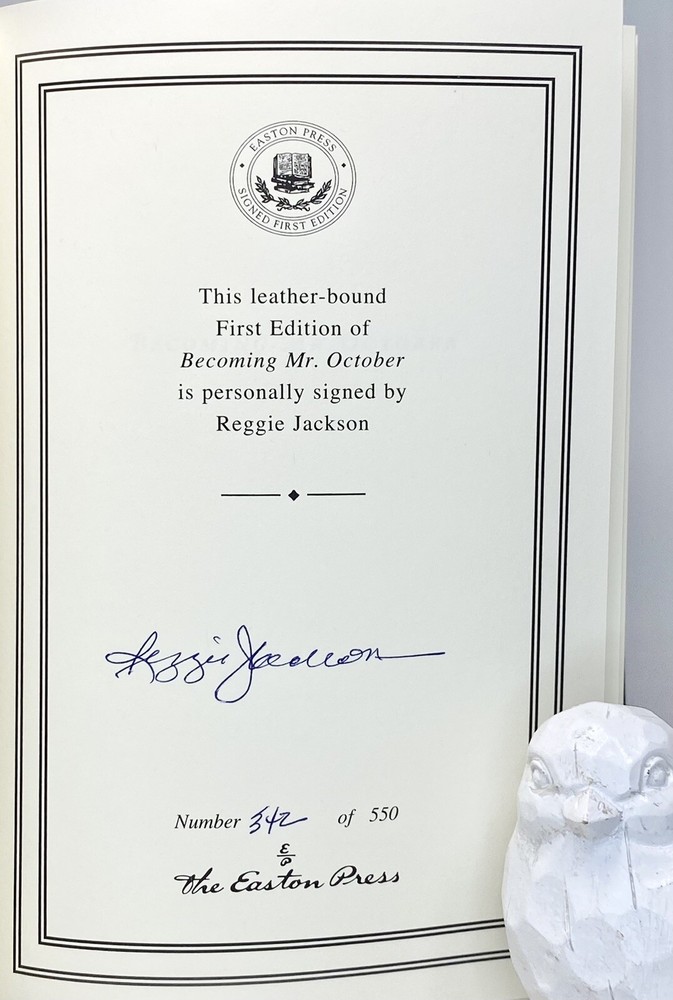 EASTON PRESS
SIGNED FIRST EDITION
This leather-bound
First Edition of
Becoming Mr. October
is personally signed by
Reggie Jackson
Reggie Jackson
Number 342 of 550
E
P
The Easton Press